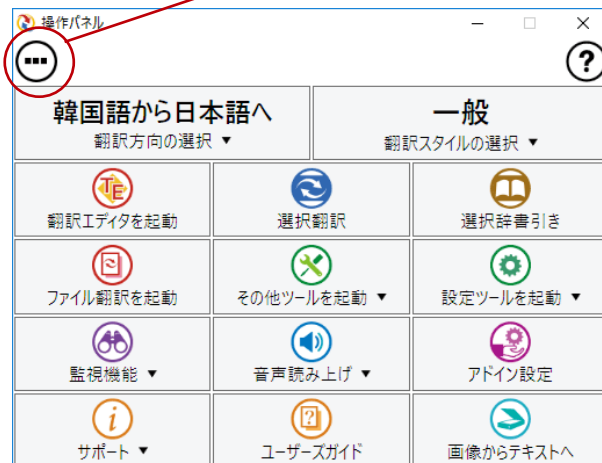 操作パネル
?
韓国語から日本語へ
翻訳方向の選択 ▼
一般
翻訳スタイルの選択 ▼
TE
翻訳エディタを起動
選択翻訳
選択辞書引き
ファイル翻訳を起動
その他ツールを起動 ▼
設定ツールを起動 ▼
監視機能 ▼
音声読み上げ ▼
アドイン設定
i
サポート ▼
?
ユーザーズガイド
画像からテキストへ